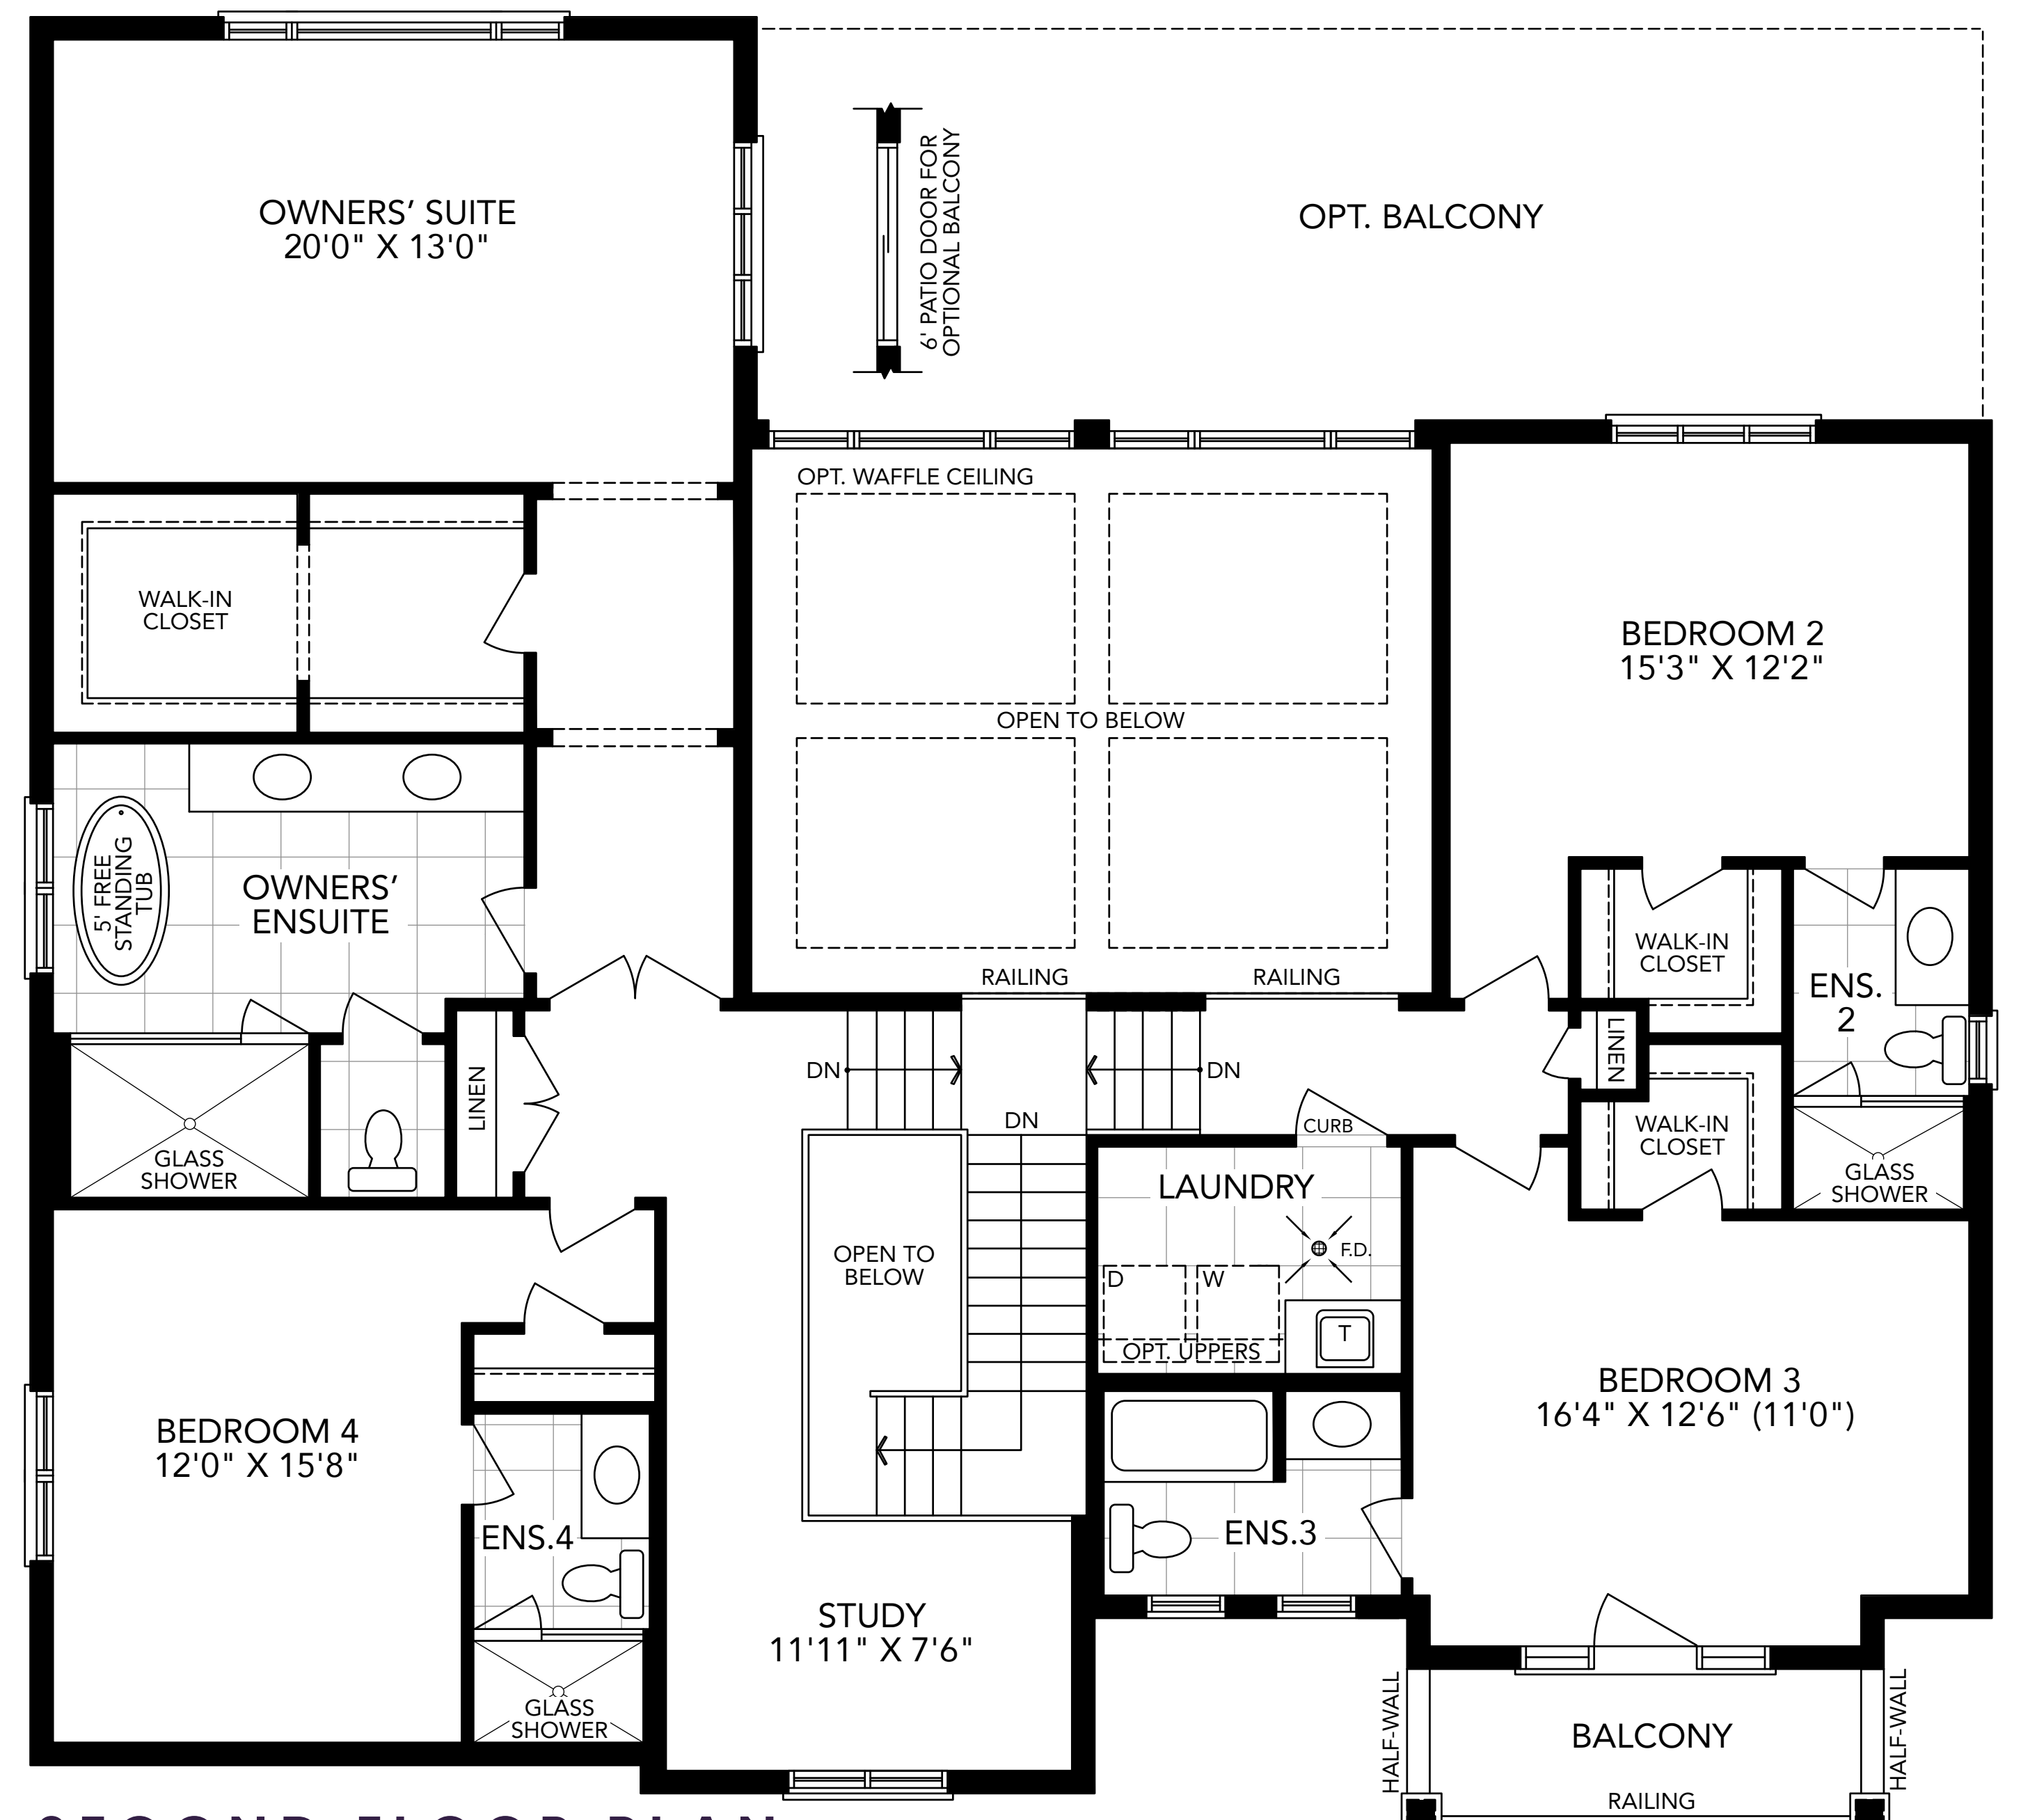 OWNERS' SUITE
20'0" X 13'0"
6' PATIO DOOR FOR
OPTIONAL BALCONY
OPT. BALCONY
OPT. WAFFLE CEILING
WALK-IN
CLOSET
BEDROOM 2
15'3" X 12'2"
OPEN TO BELOW
5' FREE
STANDING
TUB
OWNERS'
ENSUITE
WALK-IN
CLOSET
RAILING
RAILING
ENS.
2
LINEN
DN
DN
LINEN
DN
CURB
WALK-IN
CLOSET
GLASS
SHOWER
GLASS
SHOWER
LAUNDRY
OPEN TO
BELOW
F.D.
D
W
T
OPT. UPPERS
BEDROOM 3
16'4" X 12'6" (11'0")
BEDROOM 4
12'0" X 15'8"
ENS.4
ENS.3
STUDY
11'11" X 7'6"
GLASS
SHOWER
HALF-WALL
BALCONY
HALF-WALL
RAILING
SECOND FLOOR PLAN